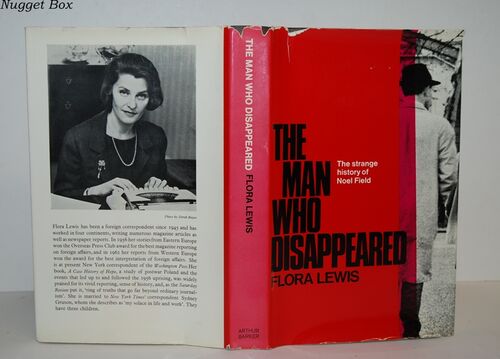 Nugget Box
Photo by Derek Bayes
Flora Lewis has been a foreign correspondent since 1945 and has
worked in four continents, writing numerous magazine articles as
well as newspaper reports. In 1956 her stories from Eastern Europe
won the Overseas Press Club award for the best magazine reporting
on foreign affairs, and in 1962 her reports from Western Europe
won the award for the best interpretation of foreign affairs. She
is at present New York correspondent of the Washington Post. Her
book, A Case History of Hope, a study of postwar Poland and the
events that led up to and followed the 1956 uprising, was widely
praised for its vivid reporting, sense of history, and, as the Saturday
Review put it, 'ring of truths that go far beyond ordinary journal-
ism'. She is married to New York Times correspondent Sydney
Gruson, whom she describes as 'my solace in life and work'. They
have three children.
THE MAN WHO DISAPPEARED FLORA LEWIS
ARTHUR
BARKER
THE
MAN
WHO
DISAPPEARED
The strange
history of
Noel Field
FLORA LEWIS